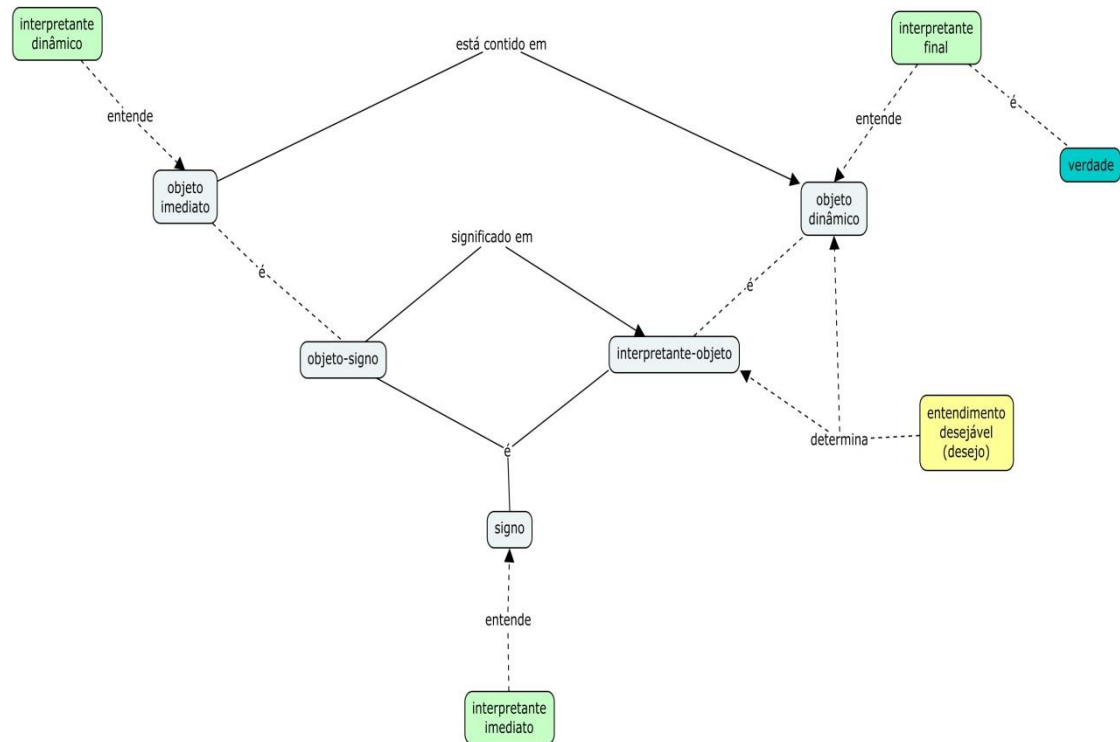 interpretante
dinâmico
interpretante
final
está contido em
entende
entende
é
verdade
objeto
imediato
objeto
dinâmico
significado em
é
é
objeto-signo
interpretante-objeto
entendimento
desejável
(desejo)
determina
é
signo
entende
interpretante
imediato